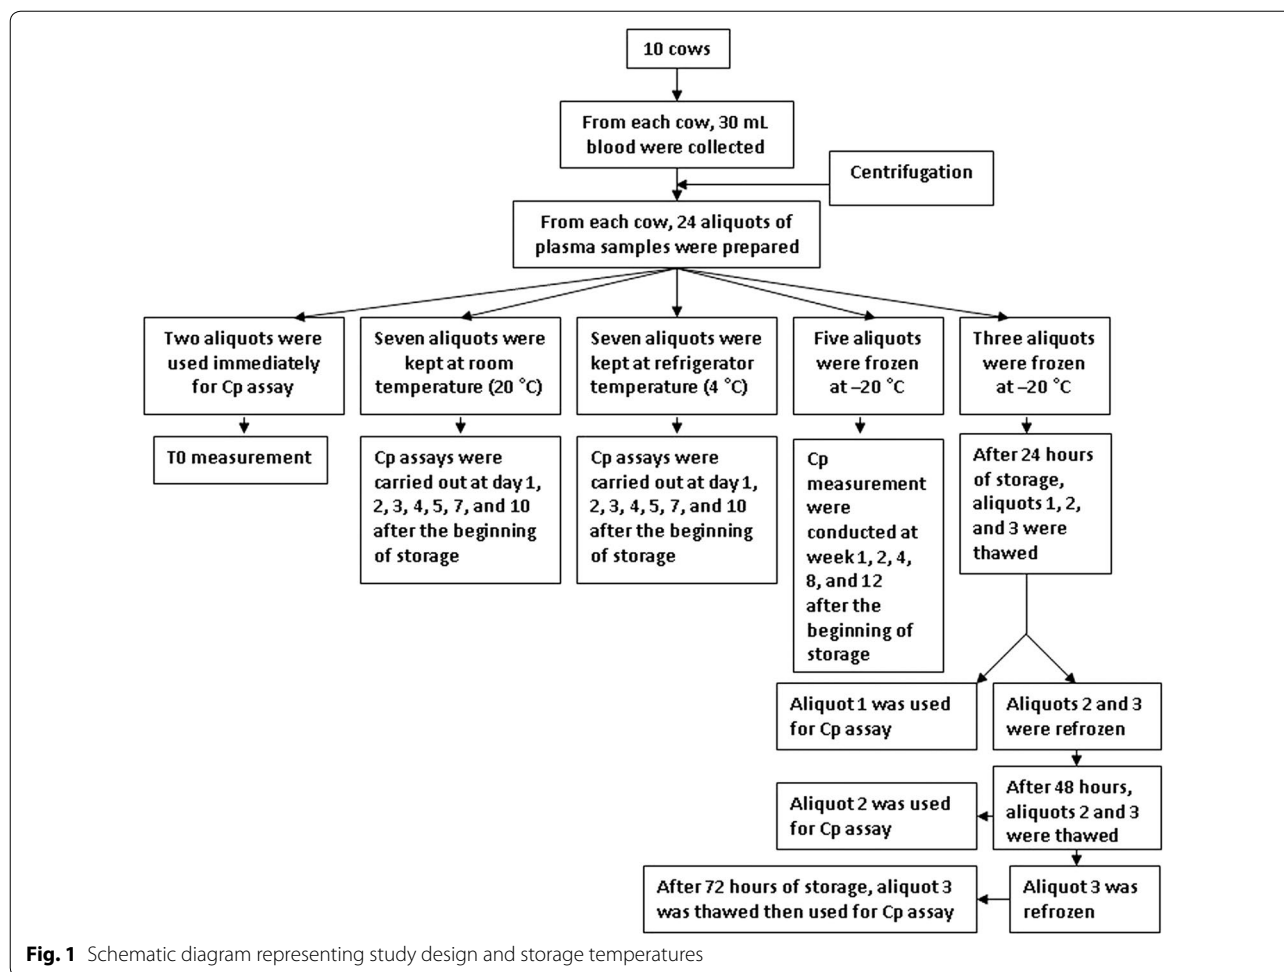 10 cows
From each cow, 30 mL
blood were collected
Centrifugation
From each cow, 24 aliquots of
plasma samples were prepared
Two aliquots were
used immediately
for Cp assay
Seven aliquots were
kept at room
temperature (20 °C)
Seven aliquots were
kept at refrigerator
temperature (4 °C)
Five aliquots
were frozen
at –20 °C
Three aliquots
were frozen
at –20 °C
T0 measurement
Cp assays were
carried out at day 1,
2, 3, 4, 5, 7, and 10
after the beginning
of storage
Cp assays were
carried out at day 1,
2, 3, 4, 5, 7, and 10
after the beginning
of storage
Cp
measurement
were
conducted at
week 1, 2, 4,
8, and 12
after the
beginning of
storage
After 24 hours
of storage,
aliquots 1, 2,
and 3 were
thawed
Aliquot 1 was used
for Cp assay
Aliquots 2 and 3
were refrozen
After 48 hours,
aliquots 2 and 3
were thawed
Aliquot 2 was used
for Cp assay
Aliquot 3 was
refrozen
After 72 hours of storage, aliquot 3
was thawed then used for Cp assay
Fig. 1 Schematic diagram representing study design and storage temperatures